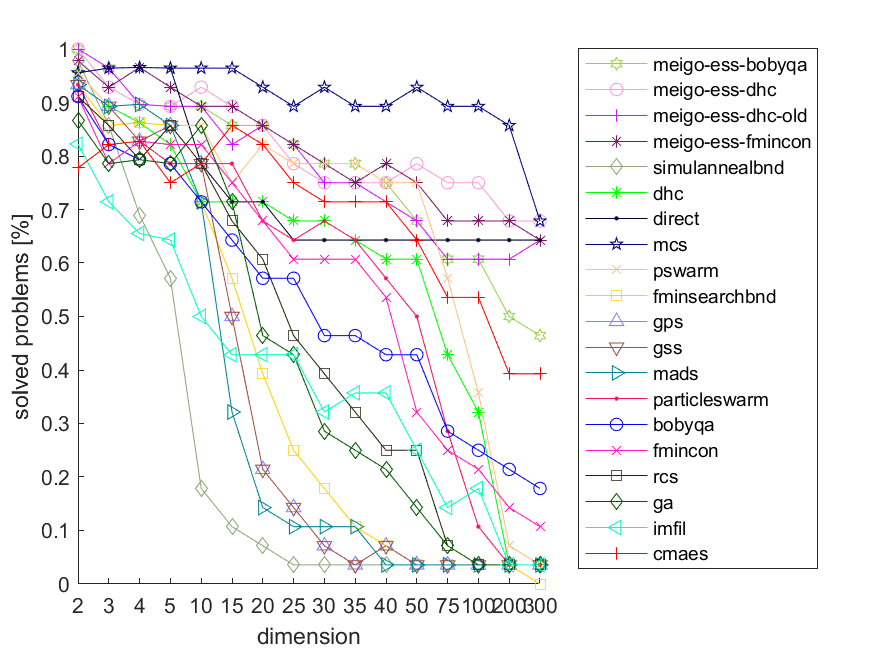 1
0.9
0.8
0.7
0.6
0.5
0.4
0.3
0.2
0.1
0
solved problems [%]
2 3 4 5 10 15 20 25 30 35 40 50 75 100 200 300
dimension
meigo-ess-bobyqa
meigo-ess-dhc
meigo-ess-dhc-old
meigo-ess-fmincon
simulannealbnd
dhc
direct
mcs
pswarm
fminsearchbnd
gps
gss
mads
particleswarm
bobyqa
fmincon
rcs
ga
imfil
cmaes